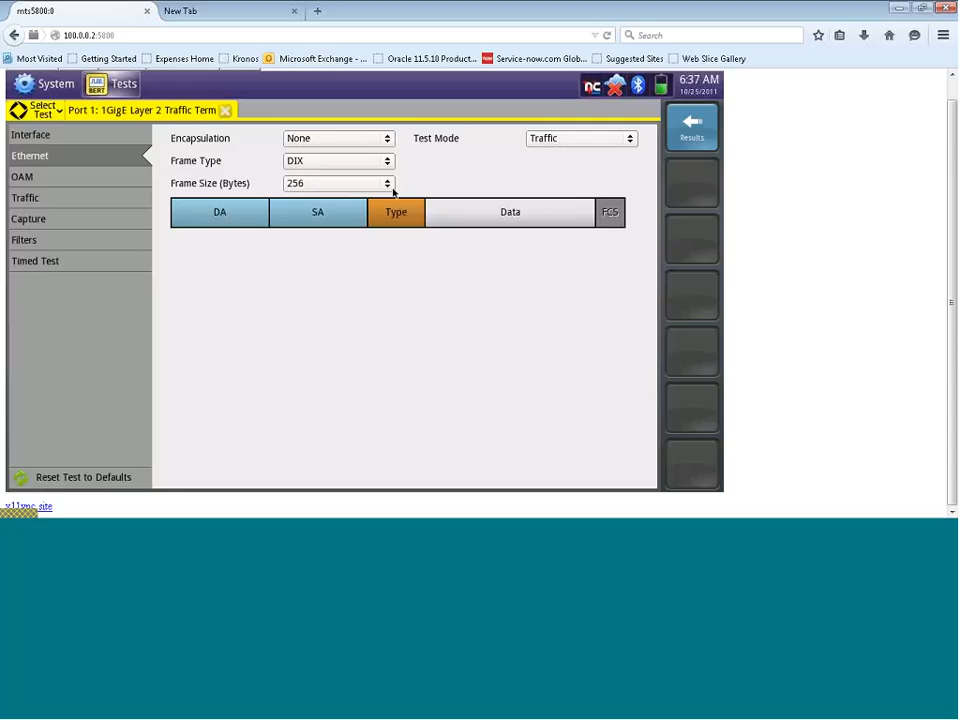 mts5800:0
New Tab
100.0.0.2:5800
Search
Most Visited Getting Started Expenses Home Kronos Microsoft Exchange - ... Oracle 11.5.10 Product... Service-now.com Glob... Suggested Sites Web Slice Gallery
System Tests
6:37 AM
10/25/2011
Select
Test
Port 1: 1GigE Layer 2 Traffic Term
Results
Interface
Ethernet
OAM
Traffic
Capture
Filters
Timed Test
Encapsulation None Test Mode Traffic
Frame Type DIX
Frame Size (Bytes) 256
DA SA Type Data FCS
Reset Test to Defaults
x11vnc site